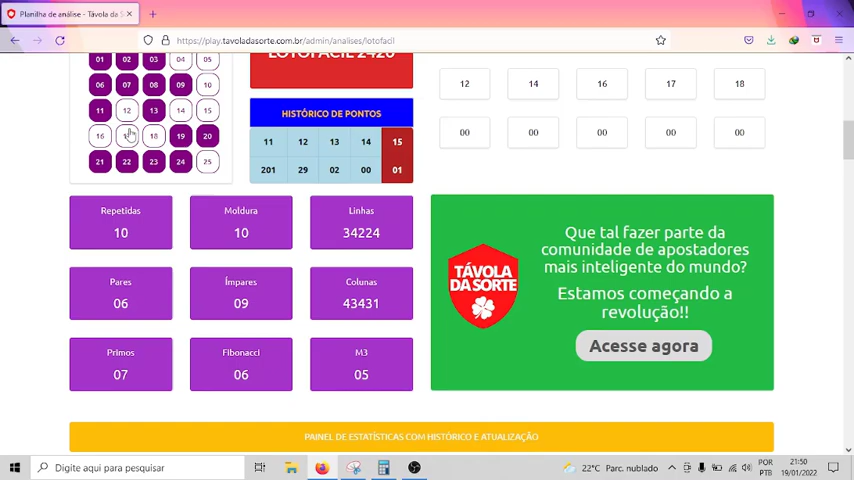 Planilha de análise - Távola da S
https://play.tavoladasorte.com.br/admin/analises/lotofacil
01 02 03 04 05
06 07 08 09 10
11 12 13 14 15
16 18 19 20
21 22 23 24 25
LOTOFÁCIL 2420
HISTÓRICO DE PONTOS
11 12 13 14 15
201 29 02 00 01
12 14 16 17 18
00 00 00 00 00
Repetidas
10
Moldura
10
Linhas
34224
Pares
06
Ímpares
09
Colunas
43431
Primos
07
Fibonacci
06
M3
05
TÁVOLA
DA SORTE
Que tal fazer parte da
comunidade de apostadores
mais inteligente do mundo?
Estamos começando a
revolução!!
Acesse agora
PAINEL DE ESTATÍSTICAS COM HISTÓRICO E ATUALIZAÇÃO
Digite aqui para pesquisar
22°C Parc. nublado
POR
PTB
21:50
19/01/2022